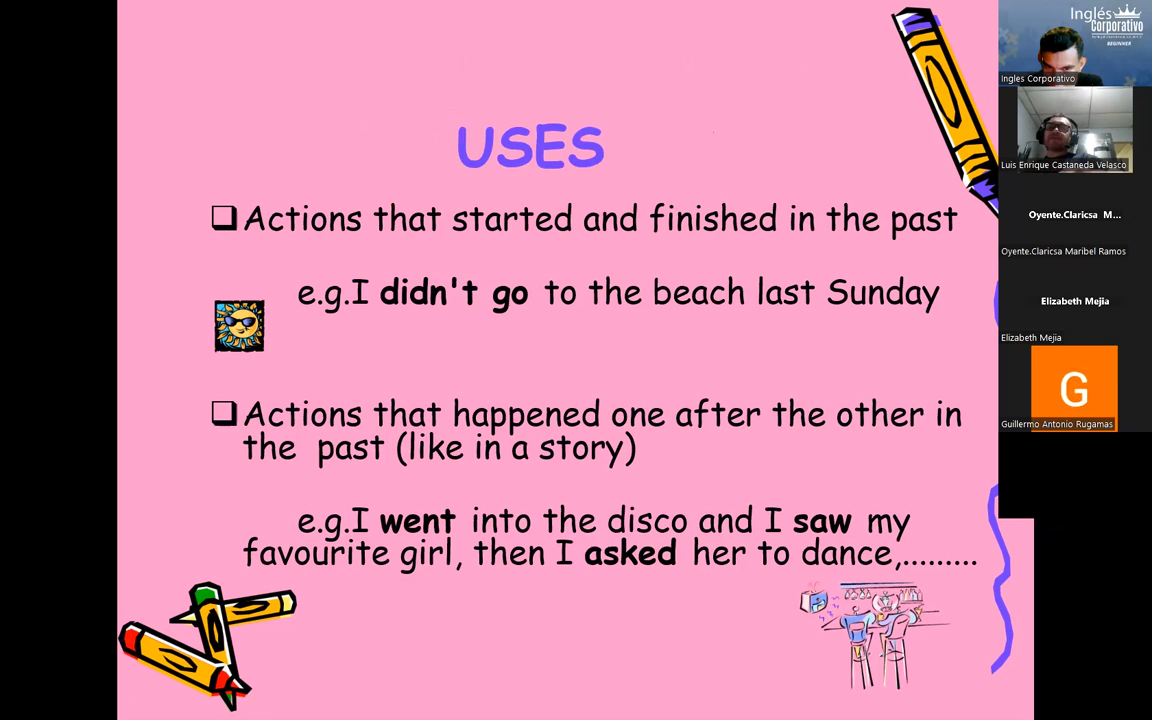 USES
Actions that started and finished in the past
e.g.I didn't go to the beach last Sunday
Actions that happened one after the other in
the past (like in a story)
e.g.I went into the disco and I saw my
favourite girl, then I asked her to dance,.........
Inglés
Corporativo
BEGINNER
Ingles Corporativo
Luis Enrique Castaneda Velasco
Oyente.Claricsa M...
Oyente.Claricsa Maribel Ramos
Elizabeth Mejia
Elizabeth Mejia
G
Guillermo Antonio Rugamas